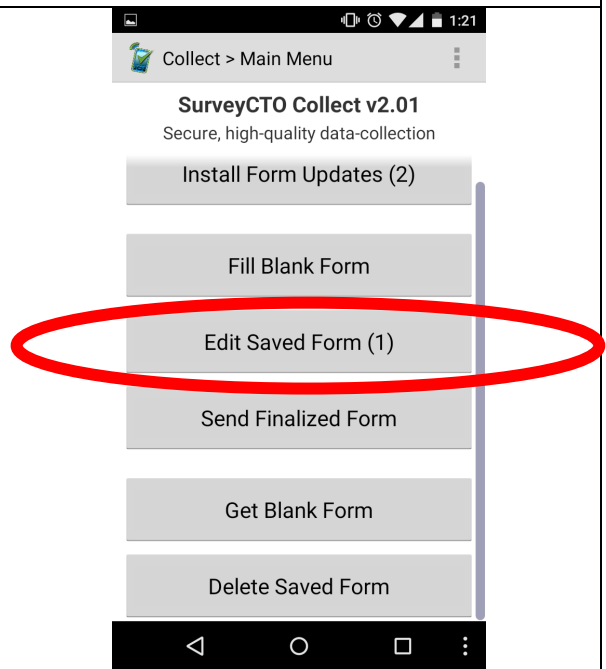 1:21
Collect > Main Menu
SurveyCTO Collect v2.01
Secure, high-quality data-collection
Install Form Updates (2)
Fill Blank Form
Edit Saved Form (1)
Send Finalized Form
Get Blank Form
Delete Saved Form